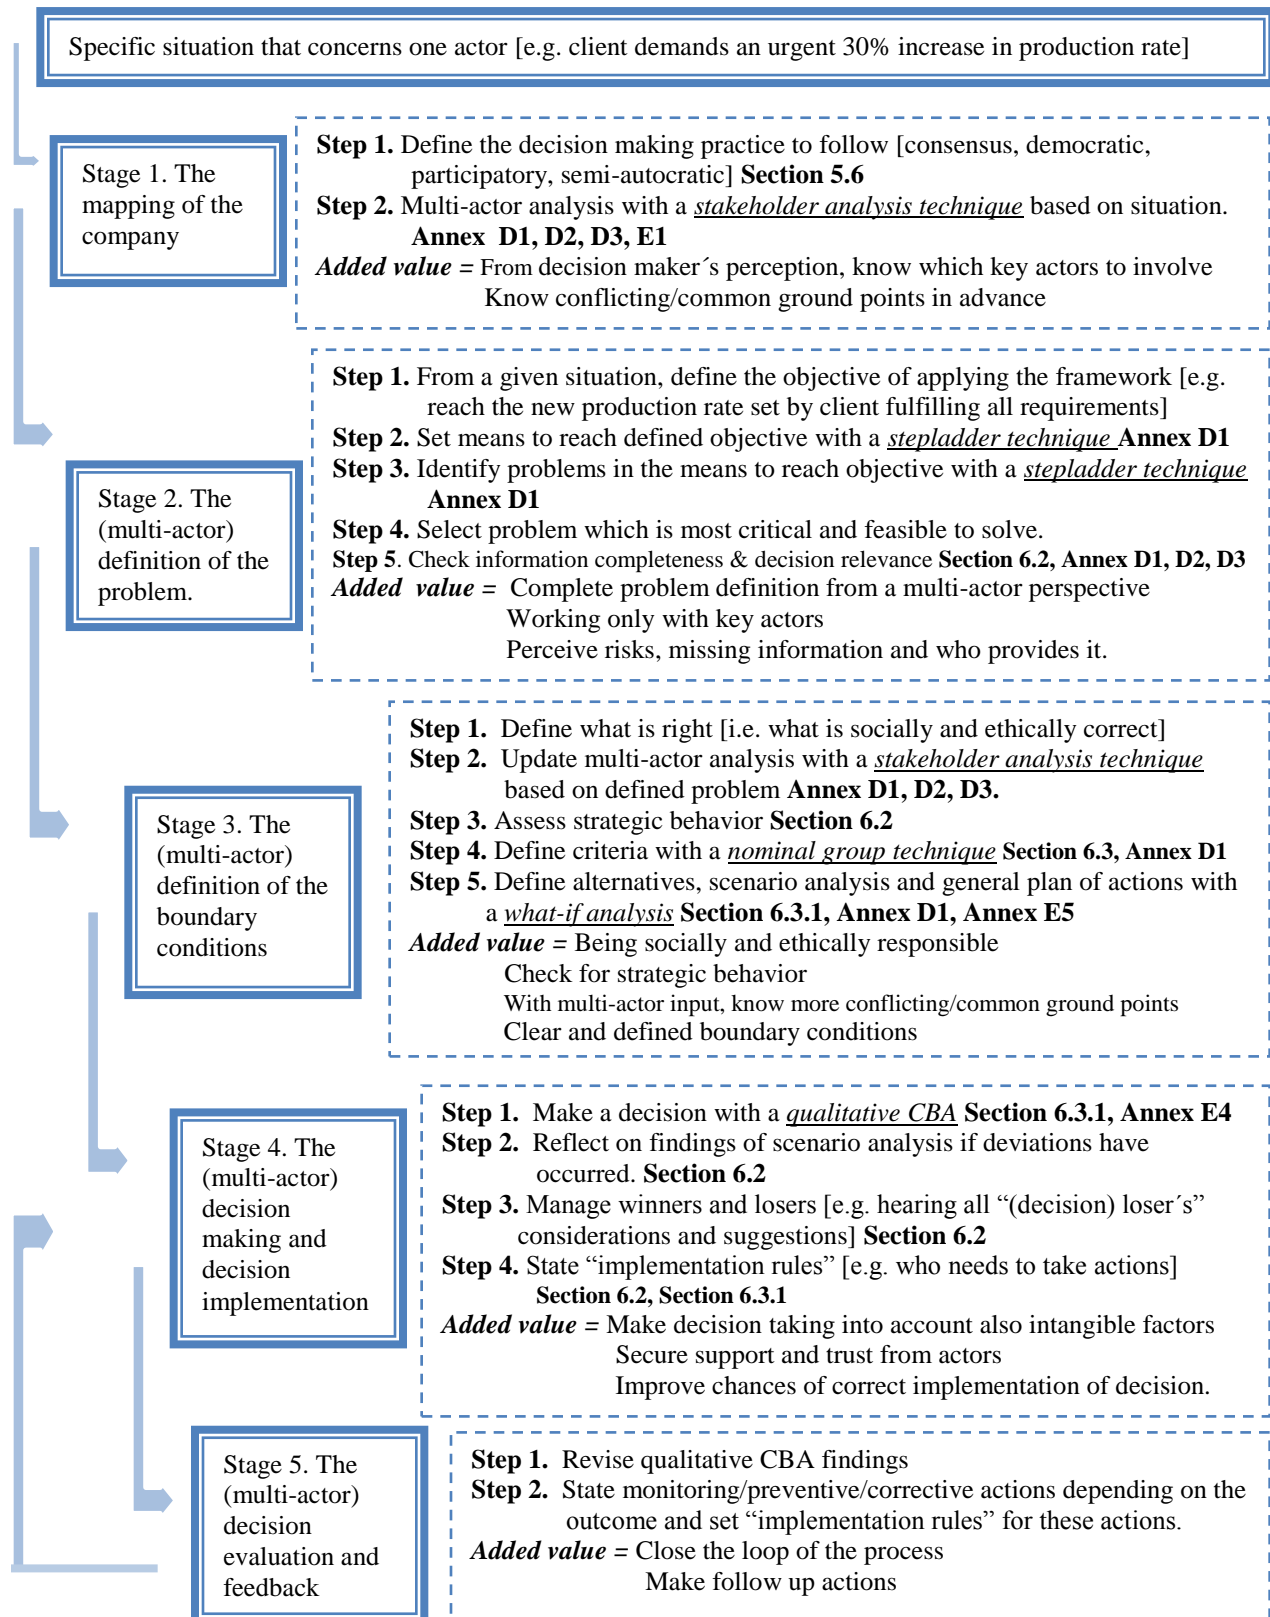 Specific situation that concerns one actor [e.g. client demands an urgent 30% increase in production rate]
Stage 1. The
mapping of the
company
Step 1. Define the decision making practice to follow [consensus, democratic,
participatory, semi-autocratic] Section 5.6
Step 2. Multi-actor analysis with a stakeholder analysis technique based on situation.
Annex D1, D2, D3, E1
Added value = From decision maker´s perception, know which key actors to involve
Know conflicting/common ground points in advance
Stage 2. The
(multi-actor)
definition of the
problem.
Step 1. From a given situation, define the objective of applying the framework [e.g.
reach the new production rate set by client fulfilling all requirements]
Step 2. Set means to reach defined objective with a stepladder technique Annex D1
Step 3. Identify problems in the means to reach objective with a stepladder technique
Annex D1
Step 4. Select problem which is most critical and feasible to solve.
Step 5. Check information completeness & decision relevance Section 6.2, Annex D1, D2, D3
Added value = Complete problem definition from a multi-actor perspective
Working only with key actors
Perceive risks, missing information and who provides it.
Stage 3. The
(multi-actor)
definition of the
boundary
conditions
Step 1. Define what is right [i.e. what is socially and ethically correct]
Step 2. Update multi-actor analysis with a stakeholder analysis technique
based on defined problem Annex D1, D2, D3.
Step 3. Assess strategic behavior Section 6.2
Step 4. Define criteria with a nominal group technique Section 6.3, Annex D1
Step 5. Define alternatives, scenario analysis and general plan of actions with
a what-if analysis Section 6.3.1, Annex D1, Annex E5
Added value = Being socially and ethically responsible
Check for strategic behavior
With multi-actor input, know more conflicting/common ground points
Clear and defined boundary conditions
Stage 4. The
(multi-actor)
decision
making and
decision
implementation
Step 1. Make a decision with a qualitative CBA Section 6.3.1, Annex E4
Step 2. Reflect on findings of scenario analysis if deviations have
occurred. Section 6.2
Step 3. Manage winners and losers [e.g. hearing all “(decision) loser´s”
considerations and suggestions] Section 6.2
Step 4. State “implementation rules” [e.g. who needs to take actions]
Section 6.2, Section 6.3.1
Added value = Make decision taking into account also intangible factors
Secure support and trust from actors
Improve chances of correct implementation of decision.
Stage 5. The
(multi-actor)
decision
evaluation and
feedback
Step 1. Revise qualitative CBA findings
Step 2. State monitoring/preventive/corrective actions depending on the
outcome and set “implementation rules” for these actions.
Added value = Close the loop of the process
Make follow up actions